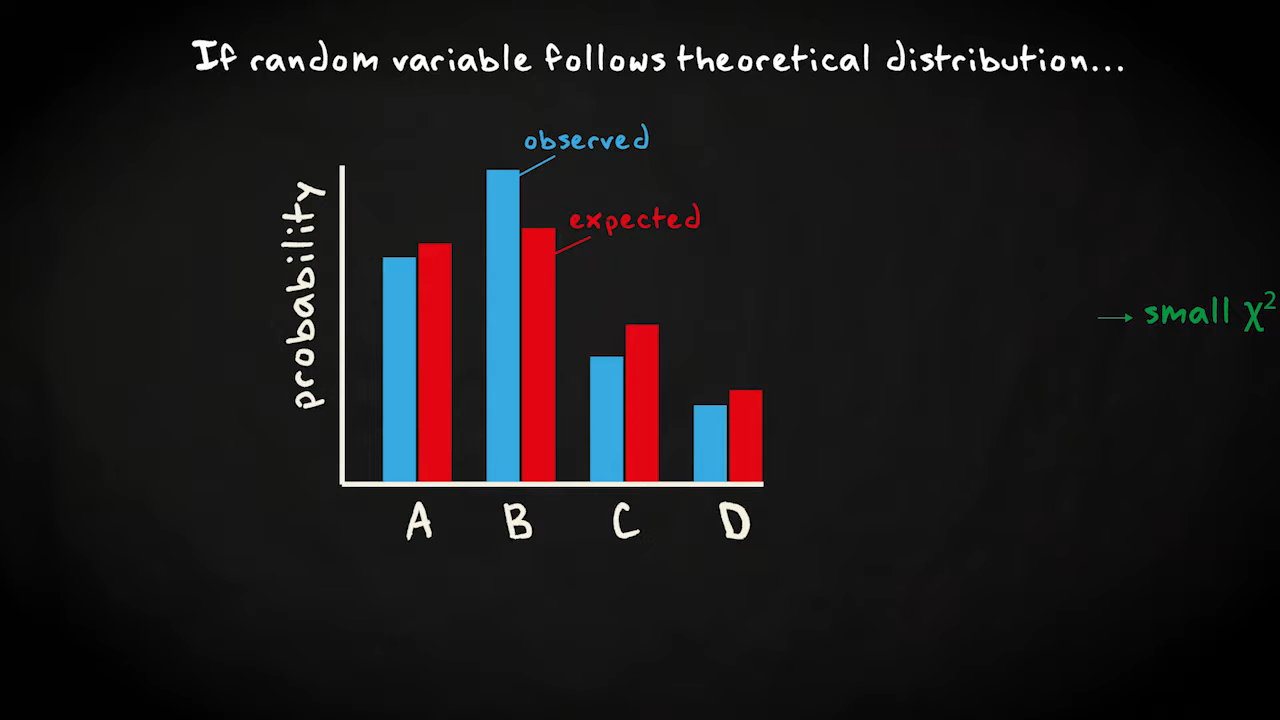 If random variable follows theoretical distribution...
observed
expected
probability
→ small χ²
A B C D